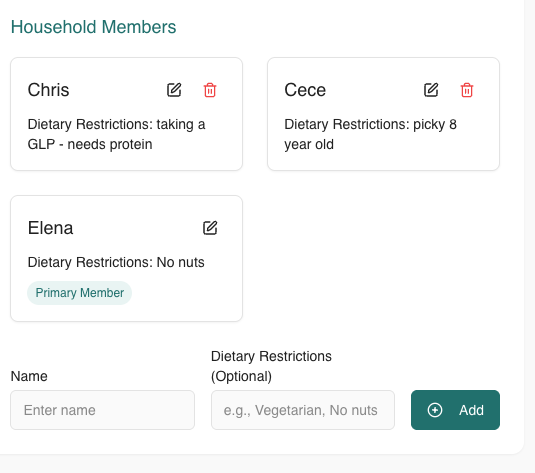 Household Members
Chris
Dietary Restrictions: taking a
GLP - needs protein
Cece
Dietary Restrictions: picky 8
year old
Elena
Dietary Restrictions: No nuts
Primary Member
Name
Enter name
Dietary Restrictions
(Optional)
e.g., Vegetarian, No nuts
Add